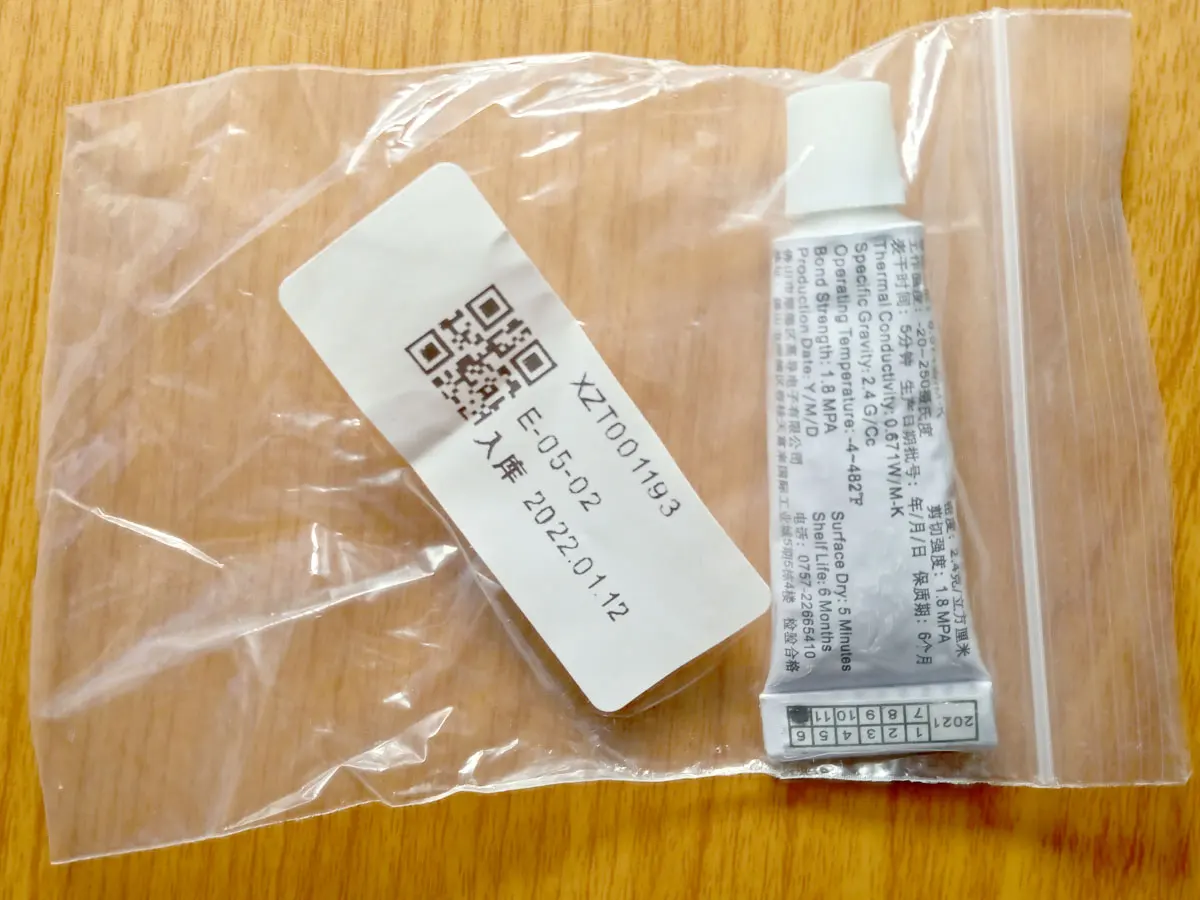 XZT001193
E-05-02
入库 2022.01.12
密度：2.4克/立方厘米
-20-250摄氏度 剪切强度：1.8 MPA
表干时间：5分钟 生产日期批号：年/月/日 保质期：6个月
Thermal Conductivity:0.671W/M-K
Specific Gravity:2.4 G/Cc
Operating Temperature: -4~482℉ Surface Dry: 5 Minutes
Bond Strength: 1.8 MPA Shelf Life: 6 Months
Production Date: Y/M/D 电话：0757-22665410
有限公司
检验合格
2021
1 2 3 4 5 6
7 8 9 10 11